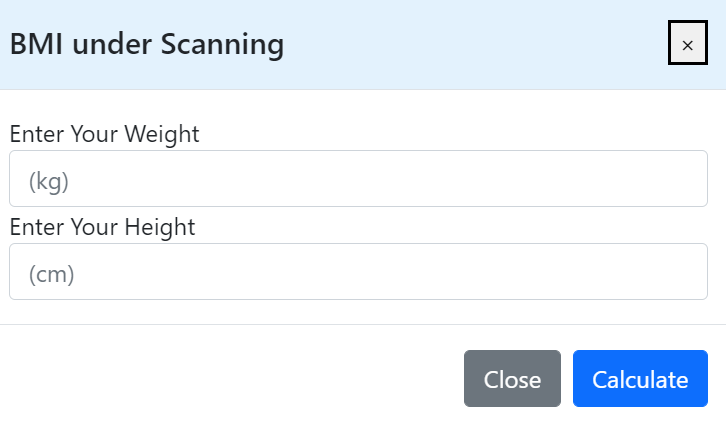 BMI under Scanning
×
Enter Your Weight
(kg)
Enter Your Height
(cm)
Close Calculate